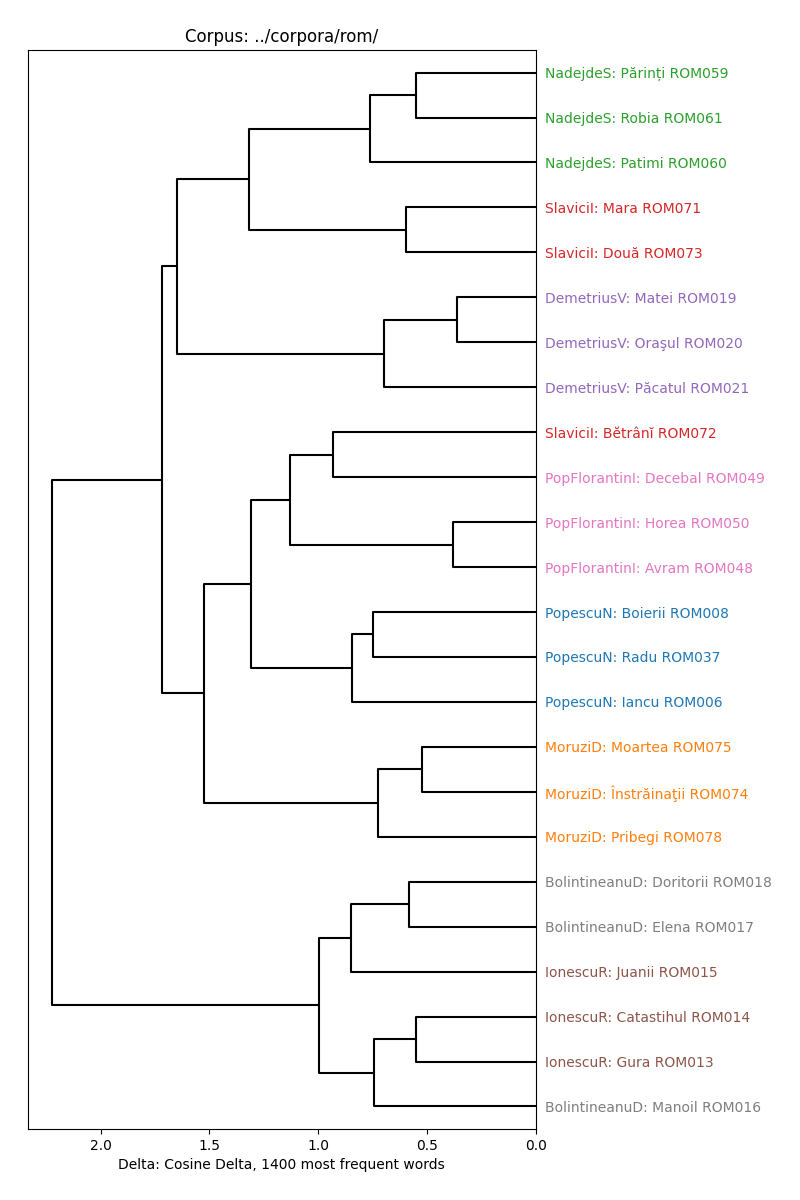 Corpus: ../corpora/rom/
NadejdeS: Părinți ROM059
NadejdeS: Robia ROM061
NadejdeS: Patimi ROM060
SlaviciI: Mara ROM071
SlaviciI: Două ROM073
DemetriusV: Matei ROM019
DemetriusV: Oraşul ROM020
DemetriusV: Păcatul ROM021
SlaviciI: Bĕtrânĭ ROM072
PopFlorantinI: Decebal ROM049
PopFlorantinI: Horea ROM050
PopFlorantinI: Avram ROM048
PopescuN: Boierii ROM008
PopescuN: Radu ROM037
PopescuN: Iancu ROM006
MoruziD: Moartea ROM075
MoruziD: Înstrăinaţii ROM074
MoruziD: Pribegi ROM078
BolintineanuD: Doritorii ROM018
BolintineanuD: Elena ROM017
IonescuR: Juanii ROM015
IonescuR: Catastihul ROM014
IonescuR: Gura ROM013
BolintineanuD: Manoil ROM016
2.0 1.5 1.0 0.5 0.0
Delta: Cosine Delta, 1400 most frequent words